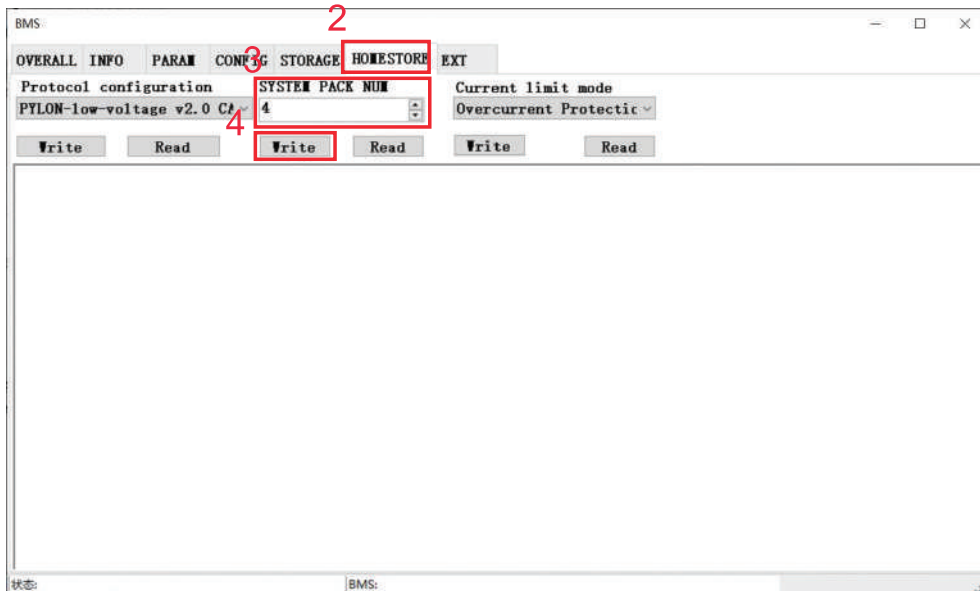 BMS
2
OVERALL INFO PARAM CONFIG STORAGE HOMESTORE EXT
3
Protocol configuration SYSTEM PACK NUM Current limit mode
PYLON-low-voltage v2.0 CA 4 Overcurrent Protectic
4
Write Read Write Read Write Read
状态: BMS: